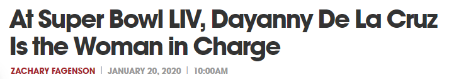 At Super Bowl LIV, Dayanny De La Cruz
Is the Woman in Charge
ZACHARY FAGENSON | JANUARY 20, 2020 | 10:00AM